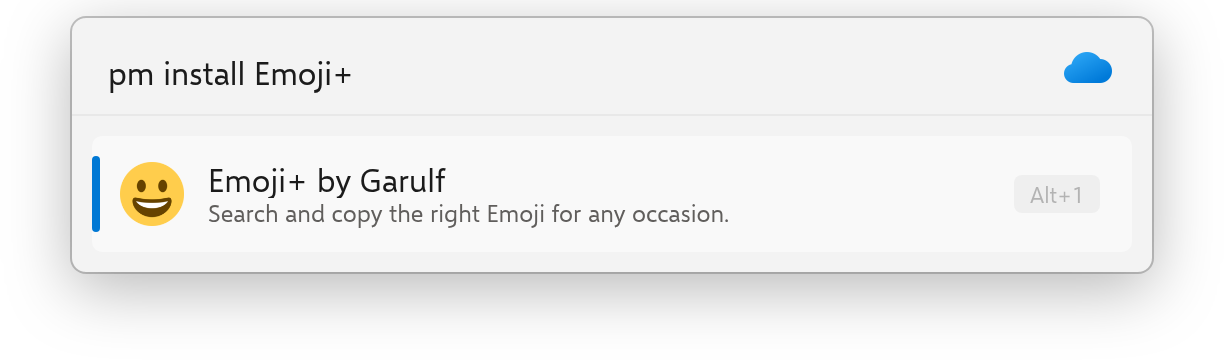 pm install Emoji+
Emoji+ by Garulf
Search and copy the right Emoji for any occasion.
Alt+1